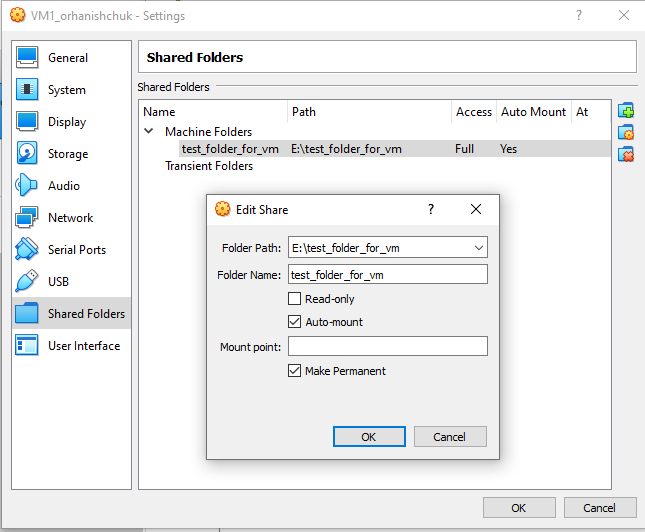 VM1_orhanishchuk - Settings ? ×
General
System
Display
Storage
Audio
Network
Serial Ports
USB
Shared Folders
User Interface
Shared Folders
Shared Folders
Name Path Access Auto Mount At
Machine Folders
test_folder_for_vm E:\test_folder_for_vm Full Yes
Transient Folders
Edit Share ? ×
Folder Path: E:\test_folder_for_vm
Folder Name: test_folder_for_vm
Read-only
Auto-mount
Mount point:
Make Permanent
OK Cancel
OK Cancel